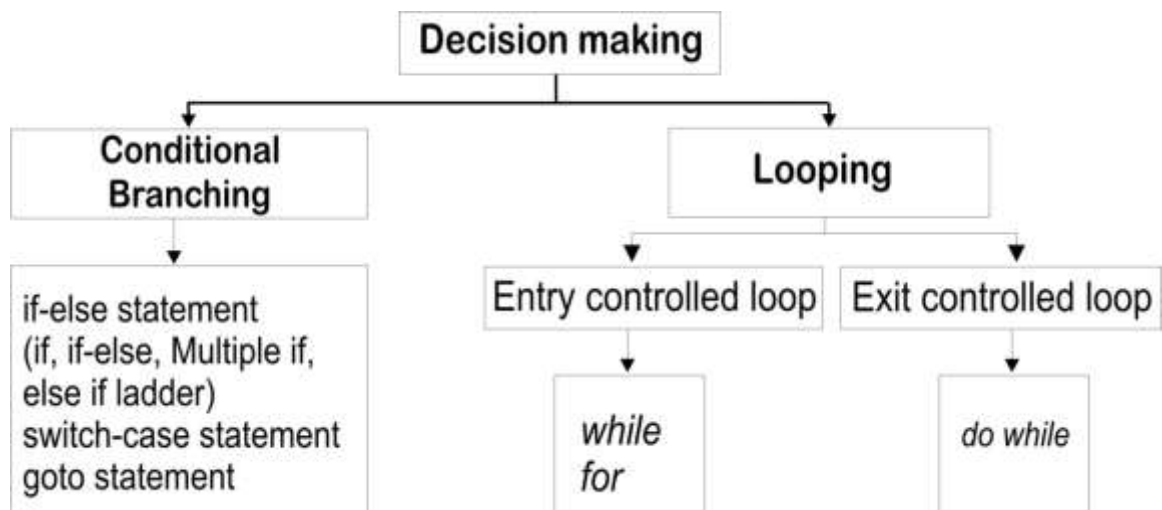 Decision making
Conditional
Branching
Looping
if-else statement
(if, if-else, Multiple if,
else if ladder)
switch-case statement
goto statement
Entry controlled loop
while
for
Exit controlled loop
do while